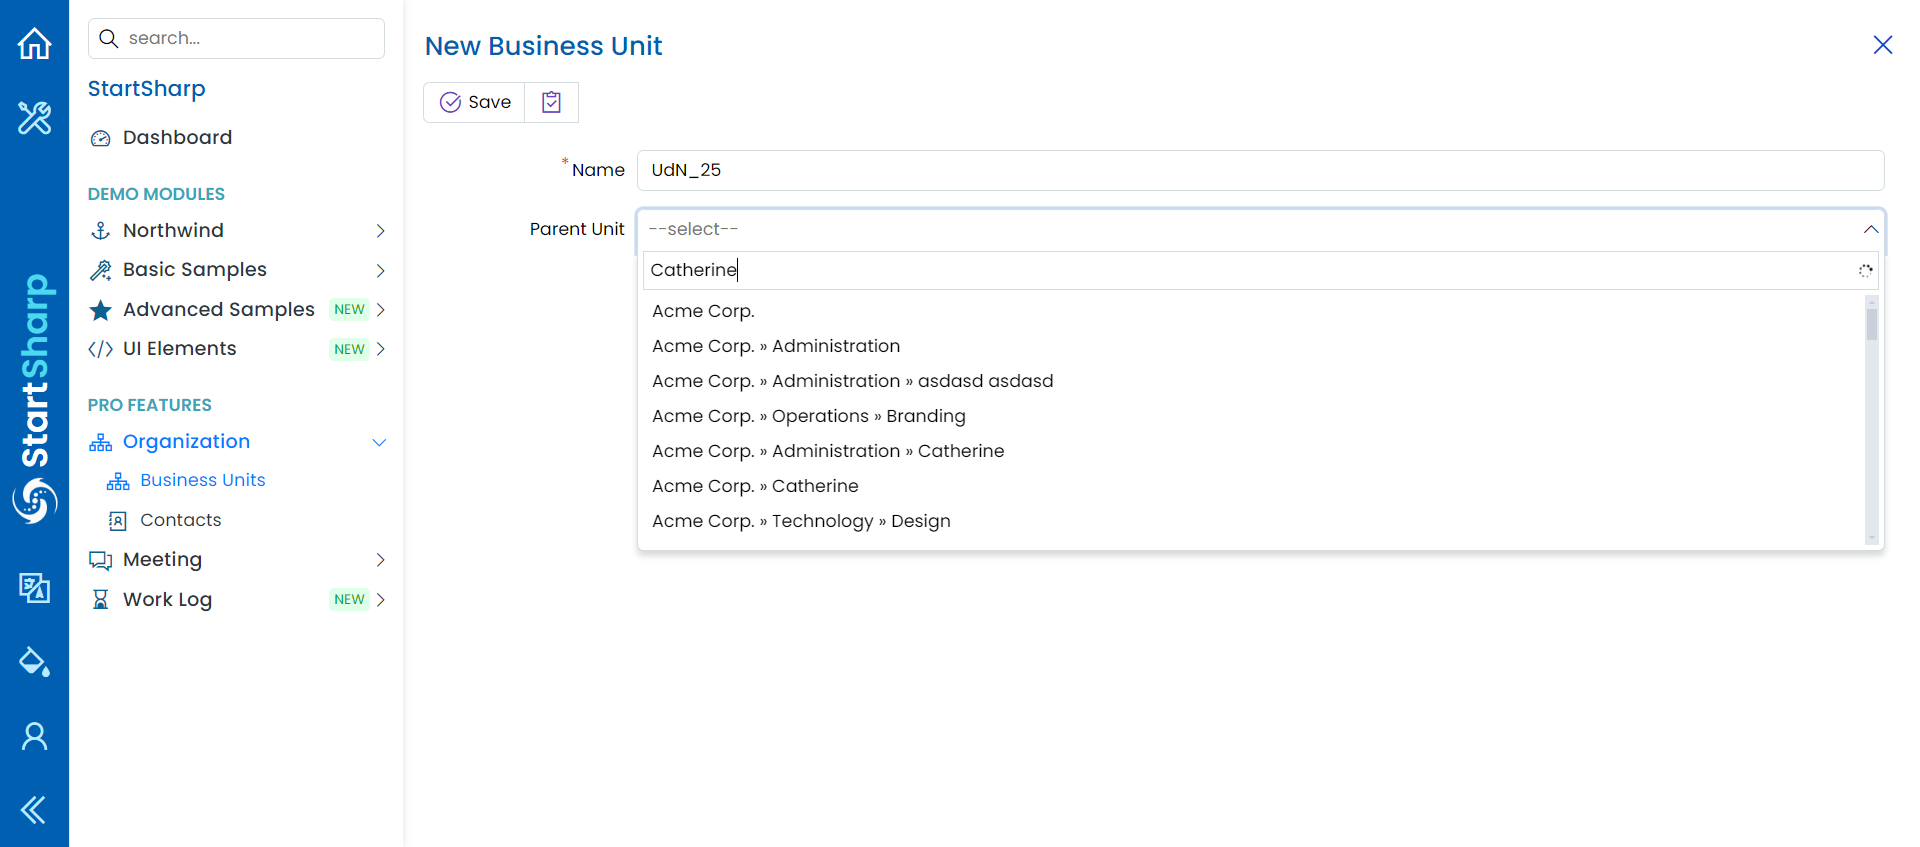 StartSharp
search...
StartSharp
Dashboard
DEMO MODULES
Northwind
Basic Samples
Advanced Samples NEW
UI Elements NEW
PRO FEATURES
Organization
Business Units
Contacts
Meeting
Work Log NEW
New Business Unit
Save
* Name UdN_25
Parent Unit --select--
Catherine
Acme Corp.
Acme Corp. » Administration
Acme Corp. » Administration » asdasd asdasd
Acme Corp. » Operations » Branding
Acme Corp. » Administration » Catherine
Acme Corp. » Catherine
Acme Corp. » Technology » Design